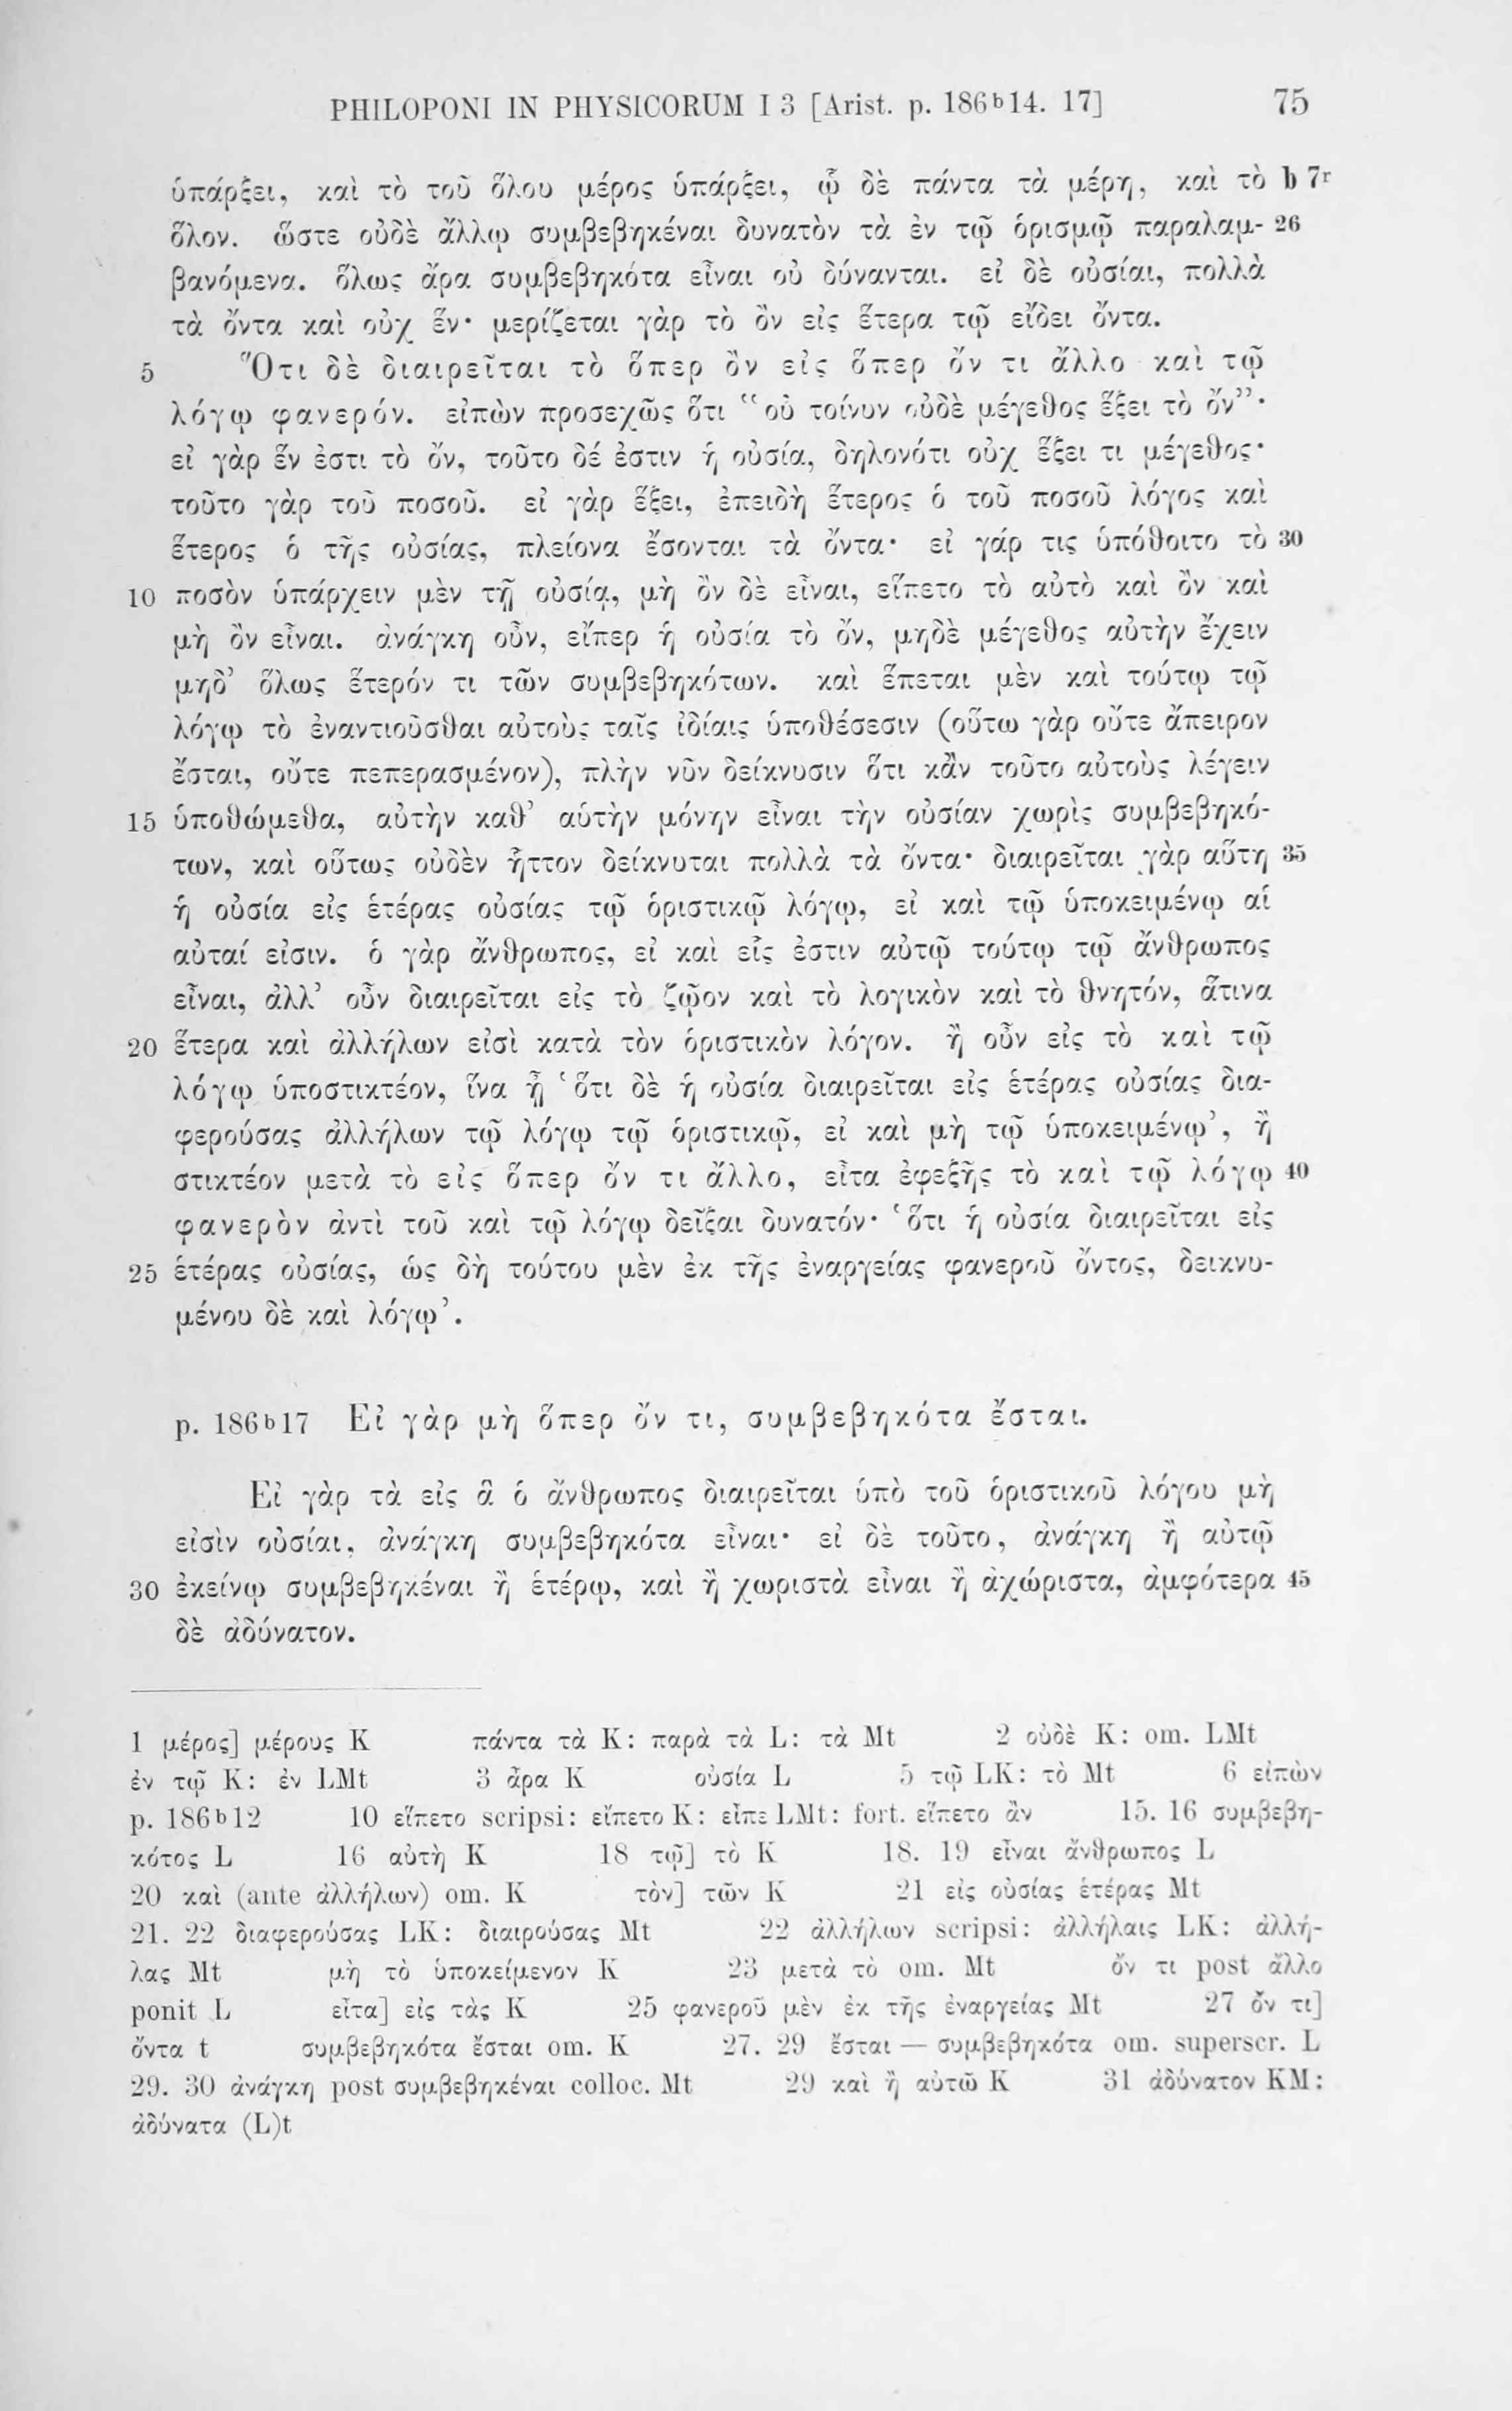 PHILOPONI IN PHYSICORUM I 3 [Arist. p. 186b14. 17] 75
ὑπάρξει, καὶ τὸ τοῦ ὅλου μέρος ὑπάρξει, ᾧ δὲ πάντα τὰ μέρη, καὶ τὸ b 7r
ὅλον. ὥστε οὐδὲ ἄλλῳ συμβεβηκέναι δυνατὸν τὰ ἐν τῷ ὁρισμῷ παραλαμ- 26
βανόμενα. ὅλως ἄρα συμβεβηκότα εἶναι οὐ δύνανται. εἰ δὲ οὐσίαι, πολλὰ
τὰ ὄντα καὶ οὐχ ἕν· μερίζεται γὰρ τὸ ὂν εἰς ἕτερα τῷ εἴδει ὄντα.
5 Ὅτι δὲ διαιρεῖται τὸ ὅπερ ὂν εἰς ὅπερ ὄν τι ἄλλο καὶ τῷ
λόγῳ φανερόν. εἰπὼν προσεχῶς ὅτι “οὐ τοίνυν οὐδὲ μέγεθος ἕξει τὸ ὄν”·
εἰ γὰρ ἕν ἐστι τὸ ὄν, τοῦτο δέ ἐστιν ἡ οὐσία, δηλονότι οὐχ ἕξει τι μέγεθος·
τοῦτο γὰρ τοῦ ποσοῦ. εἰ γὰρ ἕξει, ἐπειδὴ ἕτερος ὁ τοῦ ποσοῦ λόγος καὶ
ἕτερος ὁ τῆς οὐσίας, πλείονα ἔσονται τὰ ὄντα· εἰ γάρ τις ὑπόθοιτο τὸ 30
10 ποσὸν ὑπάρχειν μὲν τῇ οὐσίᾳ, μὴ ὂν δὲ εἶναι, εἵπετο τὸ αὐτὸ καὶ ὂν καὶ
μὴ ὂν εἶναι. ἀνάγκη οὖν, εἴπερ ἡ οὐσία τὸ ὄν, μηδὲ μέγεθος αὐτὴν ἔχειν
μηδ’ ὅλως ἕτερόν τι τῶν συμβεβηκότων. καὶ ἕπεται μὲν καὶ τούτῳ τῷ
λόγῳ τὸ ἐναντιοῦσθαι αὐτοὺς ταῖς ἰδίαις ὑποθέσεσιν (οὕτω γὰρ οὔτε ἄπειρον
ἔσται, οὔτε πεπερασμένον), πλὴν νῦν δείκνυσιν ὅτι κἂν τοῦτο αὐτοὺς λέγειν
15 ὑποθώμεθα, αὐτὴν καθ’ αὑτὴν μόνην εἶναι τὴν οὐσίαν χωρὶς συμβεβηκό-
των, καὶ οὕτως οὐδὲν ἧττον δείκνυται πολλὰ τὰ ὄντα· διαιρεῖται γὰρ αὕτη 35
ἡ οὐσία εἰς ἑτέρας οὐσίας τῷ ὁριστικῷ λόγῳ, εἰ καὶ τῷ ὑποκειμένῳ αἱ
αὐταί εἰσιν. ὁ γὰρ ἄνθρωπος, εἰ καὶ εἷς ἐστιν αὐτῷ τούτῳ τῷ ἄνθρωπος
εἶναι, ἀλλ’ οὖν διαιρεῖται εἰς τὸ ζῷον καὶ τὸ λογικὸν καὶ τὸ θνητόν, ἅτινα
20 ἕτερα καὶ ἀλλήλων εἰσὶ κατὰ τὸν ὁριστικὸν λόγον. ἢ οὖν εἰς τὸ καὶ τῷ
λόγῳ ὑποστικτέον, ἵνα ᾖ ‘ὅτι δὲ ἡ οὐσία διαιρεῖται εἰς ἑτέρας οὐσίας δια-
φερούσας ἀλλήλων τῷ λόγῳ τῷ ὁριστικῷ, εἰ καὶ μὴ τῷ ὑποκειμένῳ’, ἢ
στικτέον μετὰ τὸ εἰς ὅπερ ὄν τι ἄλλο, εἶτα ἐφεξῆς τὸ καὶ τῷ λόγῳ 40
φανερὸν ἀντὶ τοῦ καὶ τῷ λόγῳ δεῖξαι δυνατόν· ‘ὅτι ἡ οὐσία διαιρεῖται εἰς
25 ἑτέρας οὐσίας, ὡς δὴ τούτου μὲν ἐκ τῆς ἐναργείας φανεροῦ ὄντος, δεικνυ-
μένου δὲ καὶ λόγῳ’.
p. 186b17 Εἰ γὰρ μὴ ὅπερ ὄν τι, συμβεβηκότα ἔσται.
Εἰ γὰρ τὰ εἰς ἃ ὁ ἄνθρωπος διαιρεῖται ὑπὸ τοῦ ὁριστικοῦ λόγου μὴ
εἰσὶν οὐσίαι, ἀνάγκη συμβεβηκότα εἶναι· εἰ δὲ τοῦτο, ἀνάγκη ἢ αὐτῷ
30 ἐκείνῳ συμβεβηκέναι ἢ ἑτέρῳ, καὶ ἢ χωριστὰ εἶναι ἢ ἀχώριστα, ἀμφότερα 45
δὲ ἀδύνατον.
1 μέρος] μέρους K πάντα τὰ K: παρὰ τὰ L: τὰ Mt 2 οὐδὲ K: om. LMt
ἐν τῷ K: ἐν LMt 3 ἆρα K οὐσία L 5 τῷ LK: τὸ Mt 6 εἰπὼν
p. 186b12 10 εἵπετο scripsi: εἴπετο K: εἶπε LMt: fort. εἵπετο ἂν 15. 16 συμβεβη-
κότος L 16 αὐτὴ K 18 τῷ] τὸ K 18. 19 εἶναι ἄνθρωπος L
20 καὶ (ante ἀλλήλων) om. K τὸν] τῶν K 21 εἰς οὐσίας ἑτέρας Mt
21. 22 διαφερούσας LK: διαιρούσας Mt 22 ἀλλήλων scripsi: ἀλλήλαις LK: ἀλλή-
λας Mt μὴ τὸ ὑποκείμενον K 23 μετὰ τὸ om. Mt ὄν τι post ἄλλο
ponit L εἶτα] εἰς τὰς K 25 φανεροῦ μὲν ἐκ τῆς ἐναργείας Mt 27 ὄν τι]
ὄντα t συμβεβηκότα ἔσται om. K 27. 29 ἔσται — συμβεβηκότα om. superscr. L
29. 30 ἀνάγκη post συμβεβηκέναι colloc. Mt 29 καὶ ἢ αὐτῶ K 31 ἀδύνατον KM:
ἀδύνατα (L)t